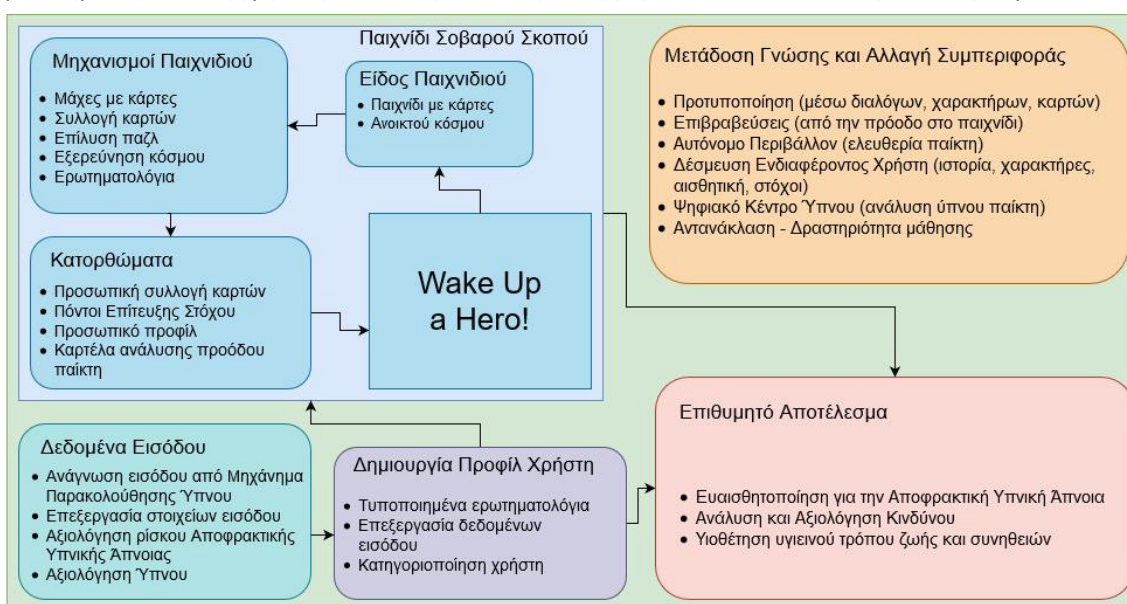 Παιχνίδι Σοβαρού Σκοπού
Μηχανισμοί Παιχνιδιού
• Μάχες με κάρτες
• Συλλογή καρτών
• Επίλυση παζλ
• Εξερεύνηση κόσμου
• Ερωτηματολόγια
Είδος Παιχνιδιού
• Παιχνίδι με κάρτες
• Ανοικτού κόσμου
Κατορθώματα
• Προσωπική συλλογή καρτών
• Πόντοι Επίτευξης Στόχου
• Προσωπικό προφίλ
• Καρτέλα ανάλυσης προόδου
παίκτη
Wake Up
a Hero!
Μετάδοση Γνώσης και Αλλαγή Συμπεριφοράς
• Προτυποποίηση (μέσω διαλόγων, χαρακτήρων, καρτών)
• Επιβραβεύσεις (από την πρόοδο στο παιχνίδι)
• Αυτόνομο Περιβάλλον (ελευθερία παίκτη)
• Δέσμευση Ενδιαφέροντος Χρήστη (ιστορία, χαρακτήρες,
αισθητική, στόχοι)
• Ψηφιακό Κέντρο Ύπνου (ανάλυση ύπνου παίκτη)
• Αντανάκλαση - Δραστηριότητα μάθησης
Δεδομένα Εισόδου
• Ανάγνωση εισόδου από Μηχάνημα
Παρακολούθησης Ύπνου
• Επεξεργασία στοιχείων εισόδου
• Αξιολόγηση ρίσκου Αποφρακτικής
Υπνικής Άπνοιας
• Αξιολόγηση Ύπνου
Δημιουργία Προφίλ Χρήστη
• Τυποποιημένα ερωτηματολόγια
• Επεξεργασία δεδομένων
εισόδου
• Κατηγοριοποίηση χρήστη
Επιθυμητό Αποτέλεσμα
• Ευαισθητοποίηση για την Αποφρακτική Υπνική Άπνοια
• Ανάλυση και Αξιολόγηση Κινδύνου
• Υιοθέτηση υγιεινού τρόπου ζωής και συνηθειών